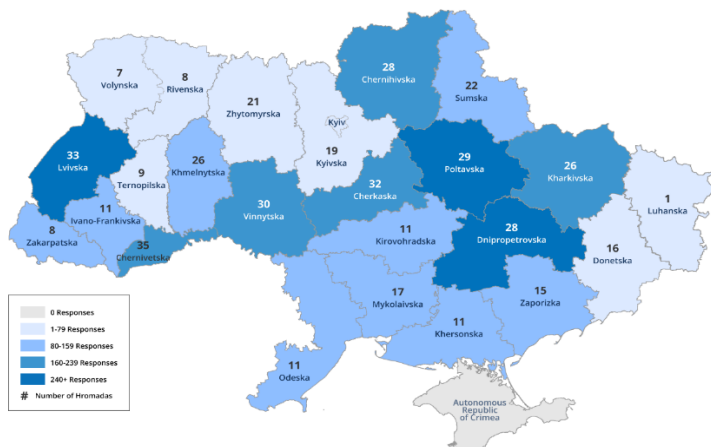 28
Chernihivska
7
Volynska
8
Rivenska
22
Sumska
21
Zhytomyrska
Kyiv
19
Kyivska
33
Lvivska
9
Ternopilska
26
Khmelnytska
29
Poltavska
26
Kharkivska
32
Cherkaska
30
Vinnytska
1
Luhanska
11
Ivano-Frankivska
8
Zakarpatska
35
Chernivetska
11
Kirovohradska
28
Dnipropetrovska
16
Donetska
17
Mykolaivska
15
Zaporizka
11
Khersonska
11
Odeska
Autonomous
Republic
of Crimea
0 Responses
1-79 Responses
80-159 Responses
160-239 Responses
240+ Responses
# Number of Hromadas